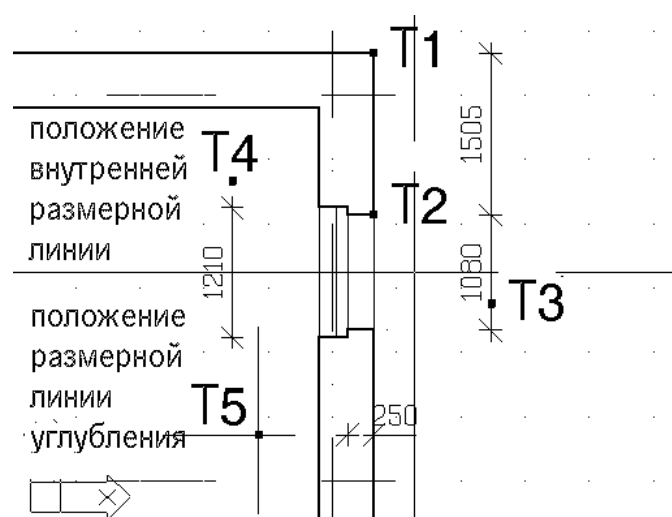 T1
1505
положение
внутренней
размерной
линии
T4
T2
1210
1080
T3
положение
размерной
линии
углубления
T5
250
X